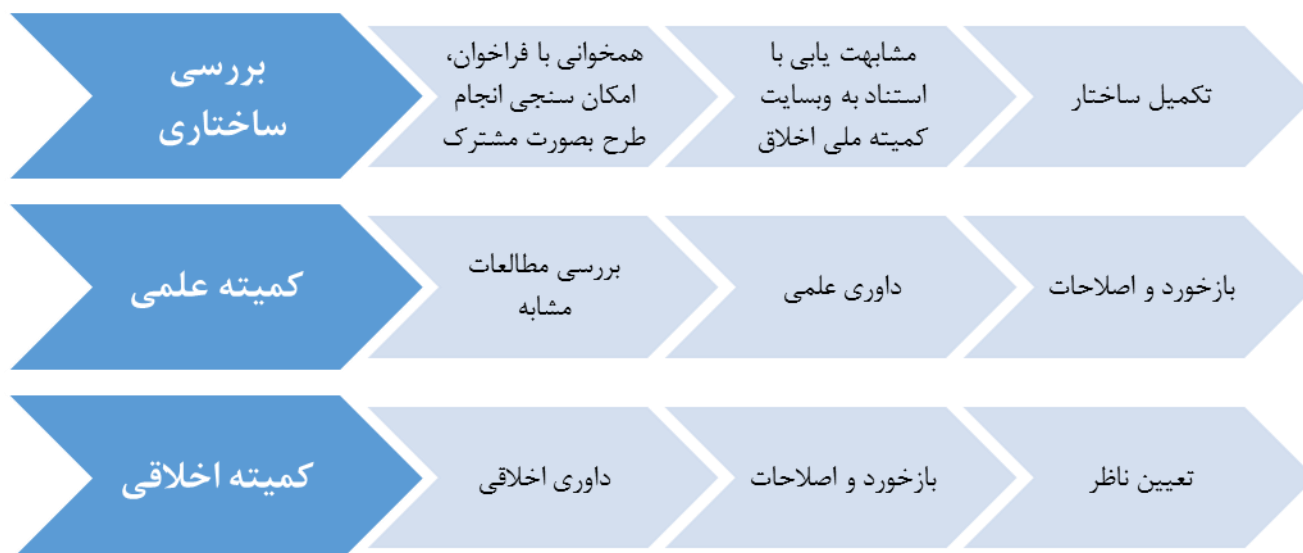 بررسی
ساختاری
همخوانی با فراخوان،
امکان سنجی انجام
طرح بصورت مشترک
مشابهت یابی با
استناد به وبسایت
کمیته ملی اخلاق
تکمیل ساختار
کمیته علمی
بررسی مطالعات
مشابه
داوری علمی
بازخورد و اصلاحات
کمیته اخلاقی
داوری اخلاقی
بازخورد و اصلاحات
تعیین ناظر